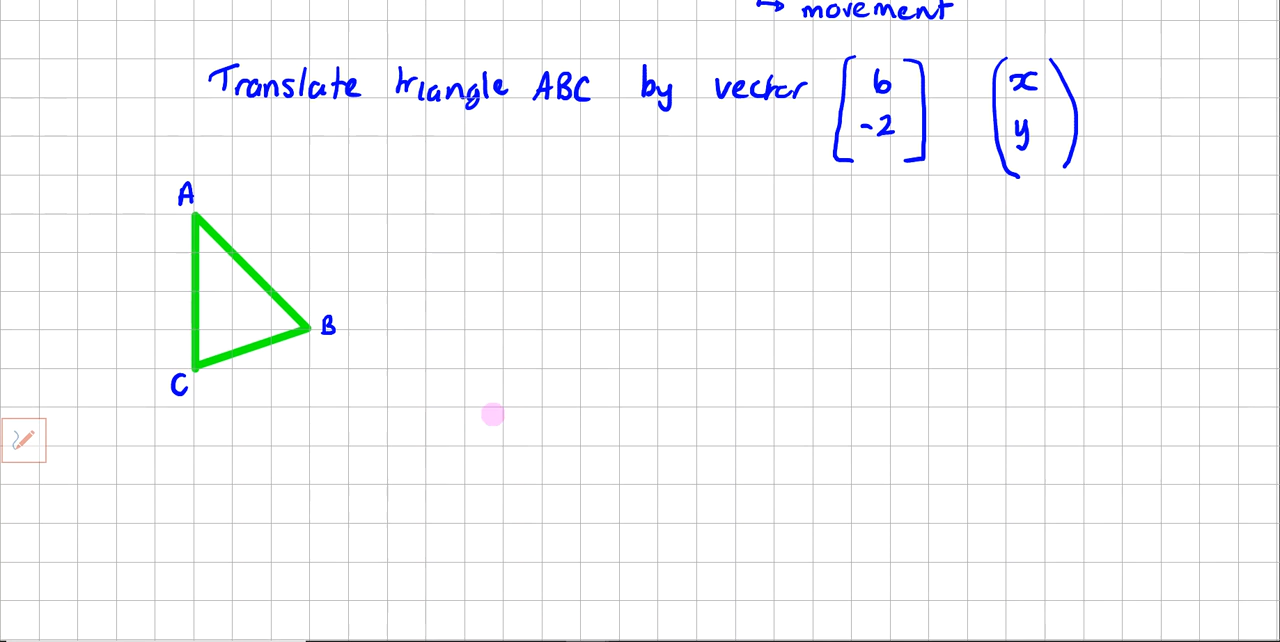 → movement
Translate triangle ABC by vector [6 -2] (x y)
A
B
C